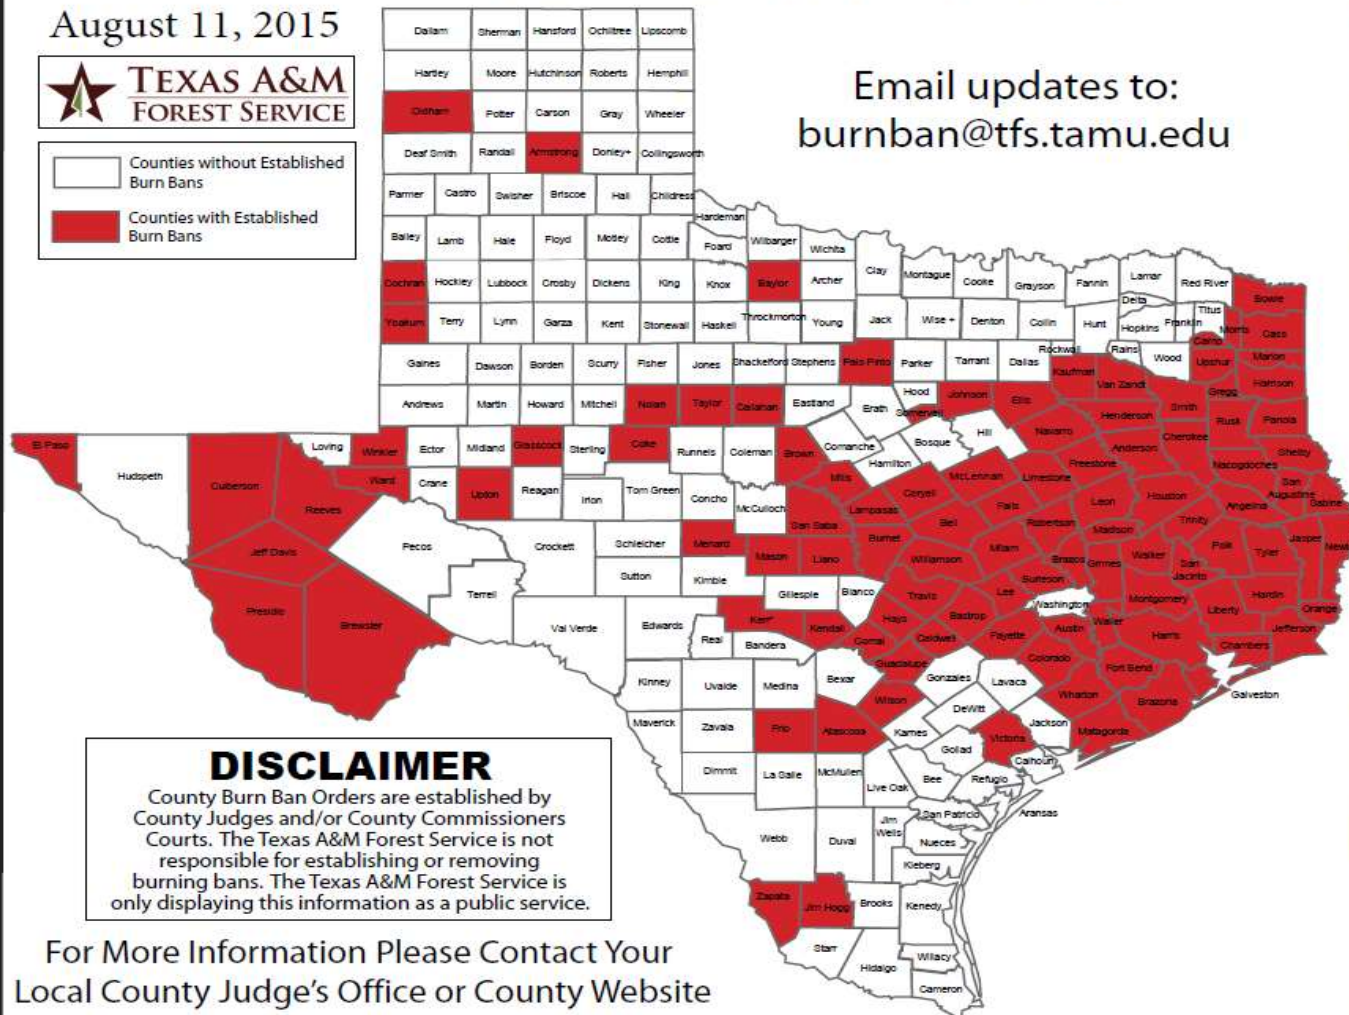 August 11, 2015
TEXAS A&M
FOREST SERVICE
Counties without Established
Burn Bans
Counties with Established
Burn Bans
Email updates to:
burnban@tfs.tamu.edu
Dallam Sherman Hansford Ochiltree Lipscomb
Hartley Moore Hutchinson Roberts Hemphill
Oldham Potter Carson Gray Wheeler
Deaf Smith Randall Armstrong Donley+ Collingsworth
Parmer Castro Swisher Briscoe Hall Childress
Hardeman
Bailey Lamb Hale Floyd Motley Cottle Foard Wilbarger Wichita
Cochran Hockley Lubbock Crosby Dickens King Knox Baylor Archer Clay Montague Cooke Grayson Fannin Lamar Red River Bowie
Delta Titus
Yoakum Terry Lynn Garza Kent Stonewall Haskell Throckmorton Young Jack Wise + Denton Collin Hunt Hopkins Franklin Morris Cass
Camp
Gaines Dawson Borden Scurry Fisher Jones Shackelford Stephens Palo Pinto Parker Tarrant Dallas Rockwall Rains Wood Upshur Marion
Kaufman Van Zandt Gregg Harrison
Andrews Martin Howard Mitchell Nolan Taylor Callahan Eastland Erath Hood Somervell Johnson Ellis Henderson Smith Rusk Panola
El Paso Hudspeth Culberson Reeves Loving Winkler Ector Midland Glasscock Sterling Coke Runnels Coleman Brown Comanche Hamilton Bosque Hill Navarro Anderson Cherokee Shelby
Ward Crane Upton Reagan Irion Tom Green Concho McCulloch Mills Coryell McLennan Limestone Freestone Nacogdoches San Augustine Sabine
San Saba Lampasas Bell Falls Robertson Leon Houston Angelina
Madison Trinity
Jeff Davis Pecos Crockett Schleicher Menard Mason Llano Burnet Williamson Milam Brazos Grimes Walker San Jacinto Polk Tyler Jasper Newt
Terrell Sutton Kimble Gillespie Blanco Travis Lee Burleson Washington Montgomery Liberty Hardin Orange
Presidio Brewster Val Verde Edwards Real Kerr* Bandera Kendall Comal Hays Caldwell Bastrop Fayette Austin Waller Harris Chambers Jefferson
Kinney Uvalde Medina Bexar Guadalupe Gonzales Lavaca Colorado Fort Bend Galveston
Wilson DeWitt Wharton Brazoria
Maverick Zavala Frio Atascosa Karnes Goliad Victoria Jackson Matagorda
Calhoun
Dimmit La Salle McMullen Live Oak Bee Refugio
San Patricio Aransas
Webb Duval Jim Wells Nueces
Kleberg
Zapata Jim Hogg Brooks Kenedy
Starr Hidalgo Willacy
Cameron
DISCLAIMER
County Burn Ban Orders are established by
County Judges and/or County Commissioners
Courts. The Texas A&M Forest Service is not
responsible for establishing or removing
burning bans. The Texas A&M Forest Service is
only displaying this information as a public service.
For More Information Please Contact Your
Local County Judge's Office or County Website